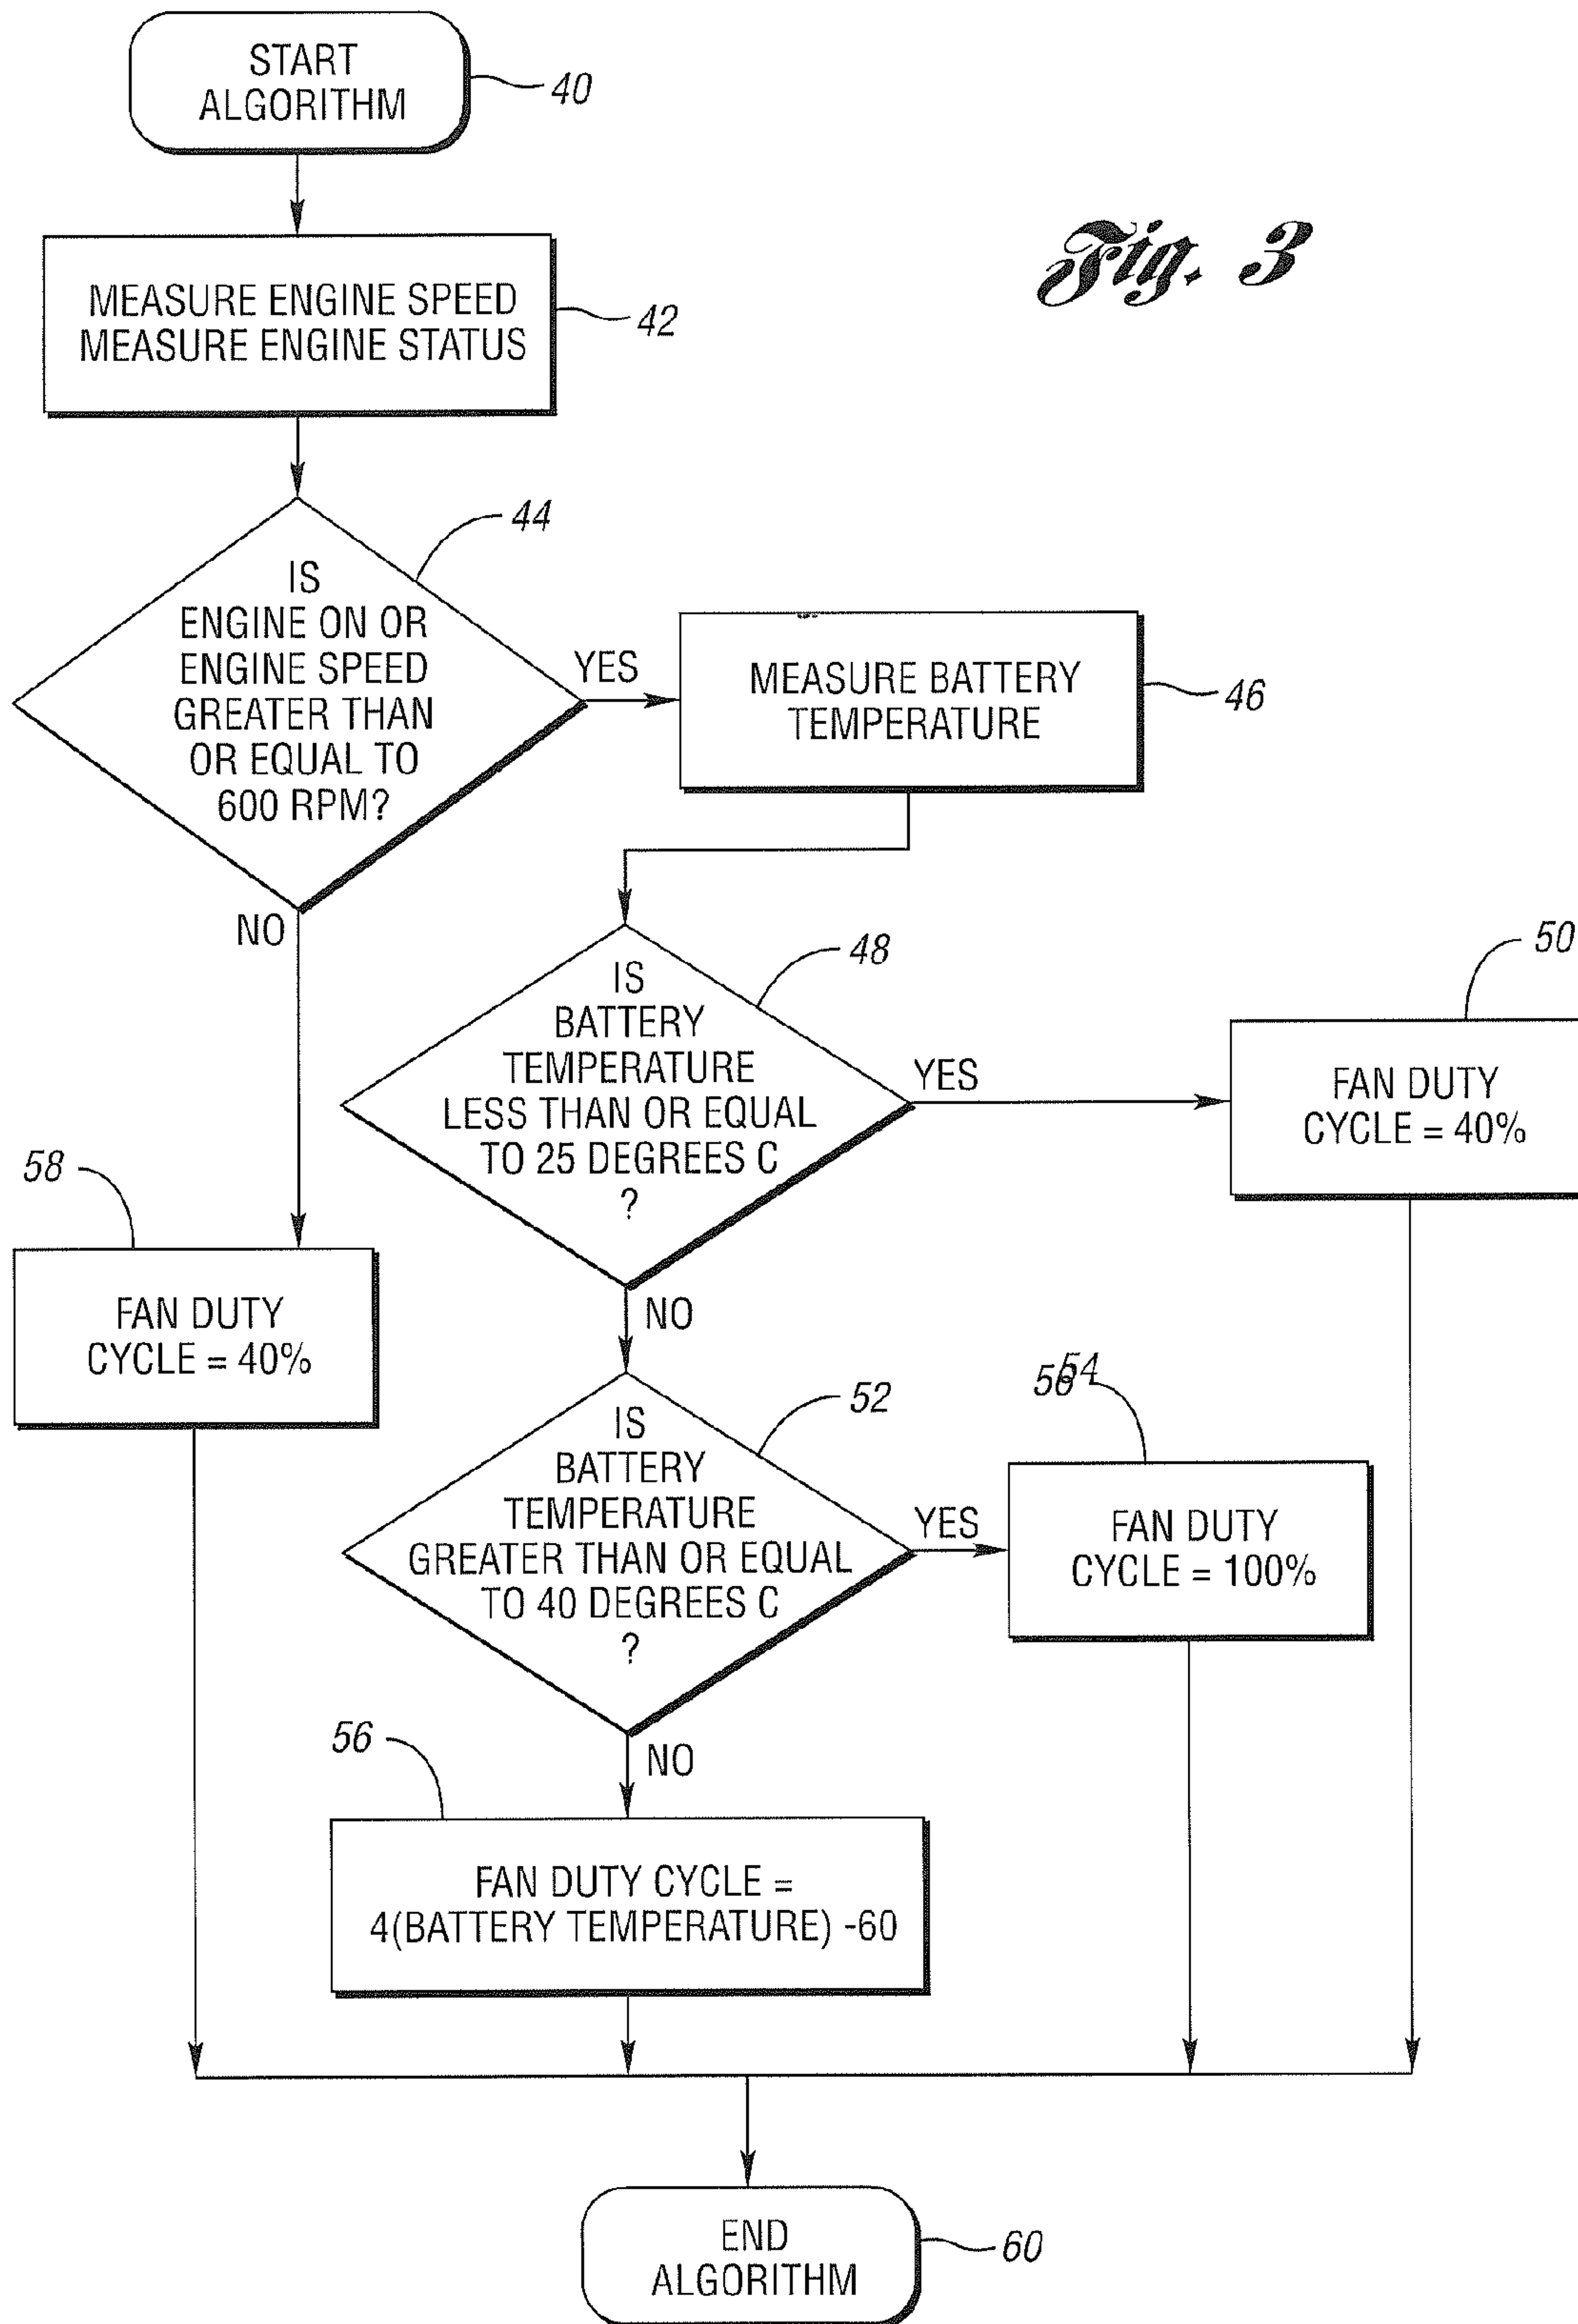 START
ALGORITHM
40
Fig. 3
MEASURE ENGINE SPEED
MEASURE ENGINE STATUS
42
44
IS
ENGINE ON OR
ENGINE SPEED
GREATER THAN
OR EQUAL TO
600 RPM?
YES
MEASURE BATTERY
TEMPERATURE
46
NO
48
IS
BATTERY
TEMPERATURE
LESS THAN OR EQUAL
TO 25 DEGREES C
?
YES
50
FAN DUTY
CYCLE = 40%
58
FAN DUTY
CYCLE = 40%
NO
52
IS
BATTERY
TEMPERATURE
GREATER THAN OR EQUAL
TO 40 DEGREES C
?
YES
54
FAN DUTY
CYCLE = 100%
NO
56
FAN DUTY CYCLE =
4(BATTERY TEMPERATURE) -60
END
ALGORITHM
60